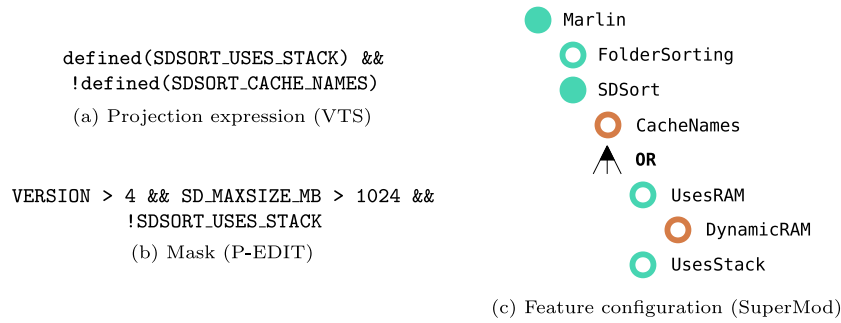 defined(SDSORT_USES_STACK) &&
!defined(SDSORT_CACHE_NAMES)
(a) Projection expression (VTS)
VERSION > 4 && SD_MAXSIZE_MB > 1024 &&
!SDSORT_USES_STACK
(b) Mask (P-EDIT)
Marlin
FolderSorting
SDSort
CacheNames
OR
UsesRAM
DynamicRAM
UsesStack
(c) Feature configuration (SuperMod)